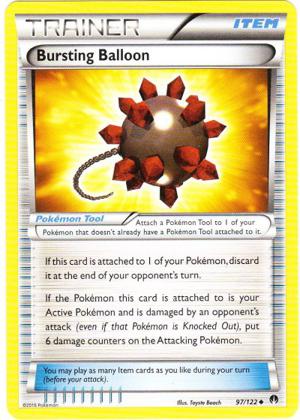 TRAINER ITEM
Bursting Balloon
Pokémon Tool
Attach a Pokémon Tool to 1 of your
Pokémon that doesn't already have a Pokémon Tool attached to it.
If this card is attached to 1 of your Pokémon, discard
it at the end of your opponent's turn.
If the Pokémon this card is attached to is your
Active Pokémon and is damaged by an opponent's
attack (even if that Pokémon is Knocked Out), put
6 damage counters on the Attacking Pokémon.
You may play as many Item cards as you like during your turn
(before your attack).
©2016 Pokémon
Illus. Toyste Beach
97/122